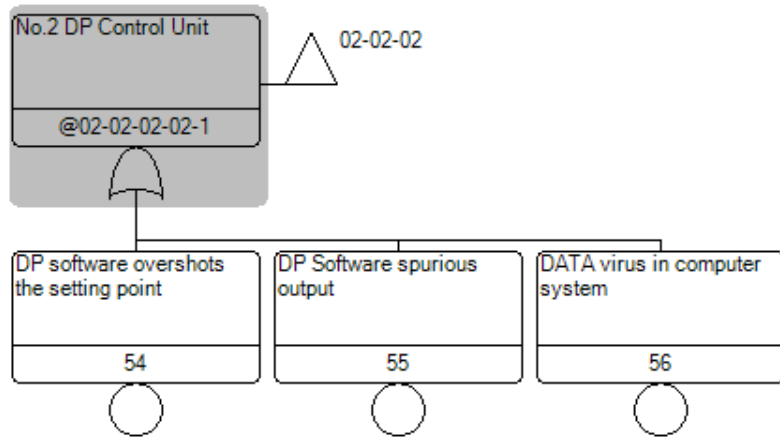 No.2 DP Control Unit
02-02-02
@02-02-02-02-1
DP software overshots
the setting point
54
DP Software spurious
output
55
DATA virus in computer
system
56